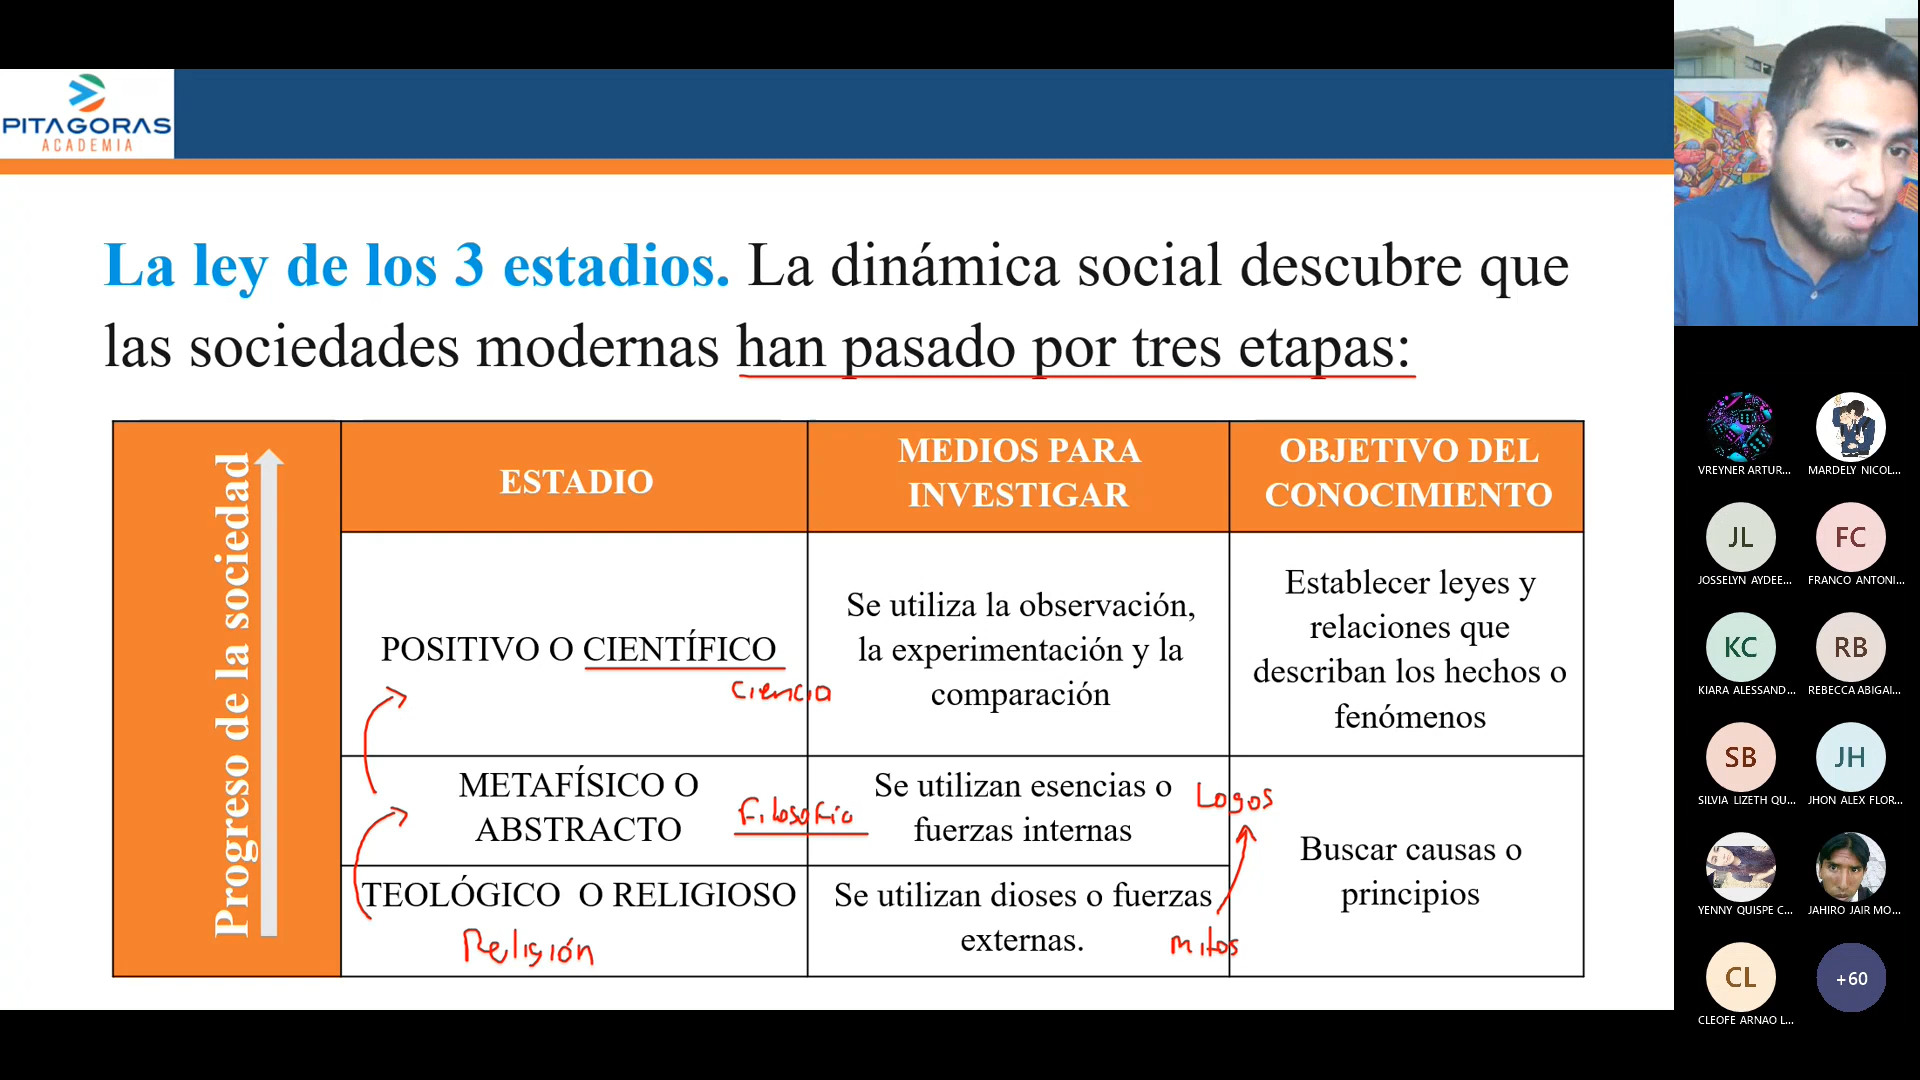 PITAGORAS
ACADEMIA
La ley de los 3 estadios. La dinámica social descubre que
las sociedades modernas han pasado por tres etapas:
Progreso de la sociedad
ESTADIO
MEDIOS PARA
INVESTIGAR
OBJETIVO DEL
CONOCIMIENTO
POSITIVO O CIENTÍFICO
Ciencia
Se utiliza la observación,
la experimentación y la
comparación
Establecer leyes y
relaciones que
describan los hechos o
fenómenos
METAFÍSICO O
ABSTRACTO
Filosofía
Se utilizan esencias o
fuerzas internas
Logos
Buscar causas o
principios
TEOLÓGICO O RELIGIOSO
Religión
Se utilizan dioses o fuerzas
externas.
mitos
VREYNER ARTUR...
MARDELY NICOL...
JL
JOSSELYN AYDEE...
FC
FRANCO ANTONI...
KC
KIARA ALESSAND...
RB
REBECCA ABIGAI...
SB
SILVIA LIZETH QU...
JH
JHON ALEX FLOR...
YENNY QUISPE C...
JAHIRO JAIR MO...
CL
CLEOFE ARNAO L...
+60